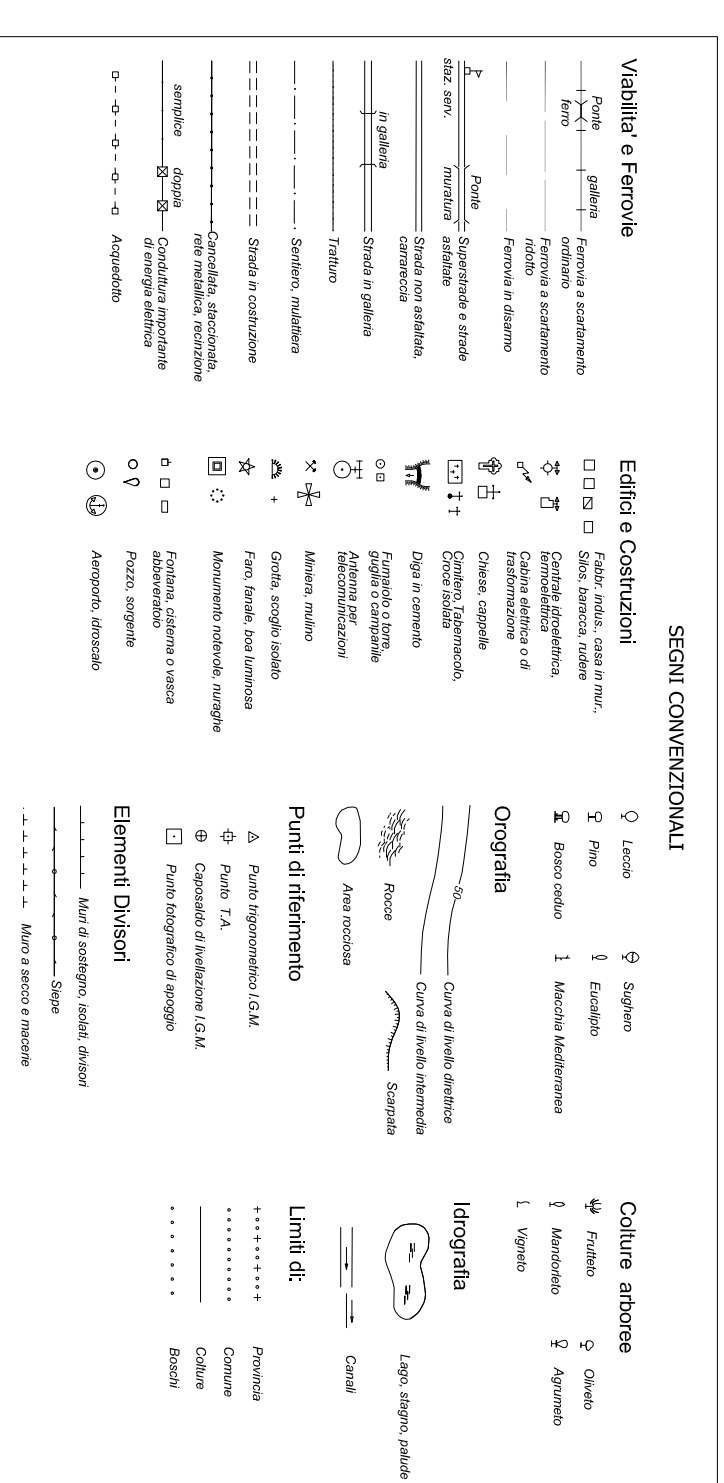 SEGNI CONVENZIONALI
Viabilita' e Ferrovie
Ponte
ferro
galleria
Ferrovia a scartamento
ordinario
Ferrovia a scartamento
ridotto
Ferrovia in disarmo
staz. serv.
Ponte
muratura
Superstrade e strade
asfaltate
Strada non asfaltata,
carrareccia
in galleria
Strada in galleria
Tratturo
Sentiero, mulattiera
Strada in costruzione
Cancellata, staccionata,
rete metallica, recinzione
semplice
doppia
Conduttura importante
di energia elettrica
Acquedotto
Edifici e Costruzioni
Fabbr. indus., casa in mur.,
Silos, baracca, rudere
Centrale idroelettrica,
termoelettrica
Cabina elettrica o di
trasformazione
Chiese, cappelle
Cimitero,Tabernacolo,
Croce isolata
Diga in cemento
Fumaiolo o torre,
guglia o campanile
Antenna per
telecomunicazioni
Miniera, mulino
Grotta, scoglio isolato
Faro, fanale, boa luminosa
Monumento notevole, nuraghe
Fontana, cisterna o vasca
abbeveratoio
Pozzo, sorgente
Aeroporto, idroscalo
Leccio
Sughero
Pino
Eucalipto
Bosco ceduo
Macchia Mediterranea
Orografia
50
Curva di livello direttrice
Curva di livello intermedia
Rocce
Scarpata
Area rocciosa
Punti di riferimento
Punto trigonometrico I.G.M.
Punto T.A.
Caposaldo di livellazione I.G.M.
Punto fotografico di appoggio
Elementi Divisori
Muri di sostegno, isolati, divisori
Siepe
Muro a secco e macerie
Colture arboree
Frutteto
Oliveto
Mandorleto
Agrumeto
Vigneto
Idrografia
Lago, stagno, palude
Canali
Limiti di:
Provincia
Comune
Colture
Boschi